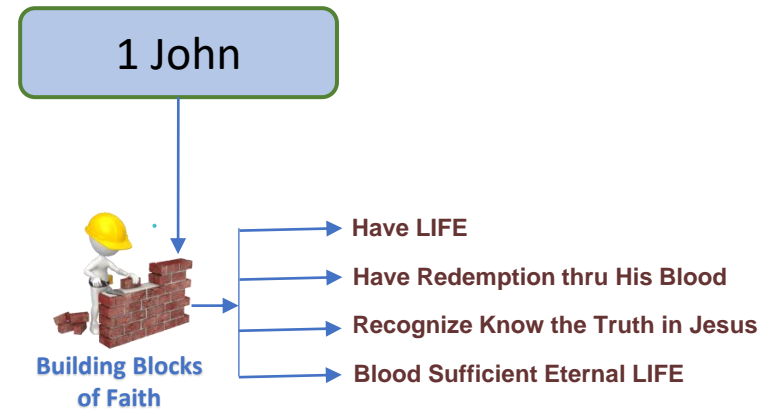 1 John
Have LIFE
Have Redemption thru His Blood
Recognize Know the Truth in Jesus
Blood Sufficient Eternal LIFE
Building Blocks
of Faith